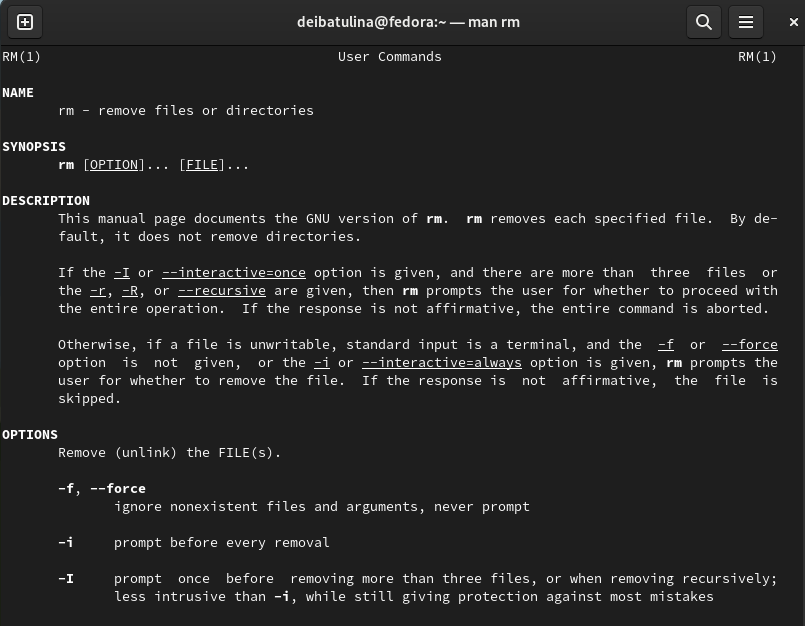 deibatulina@fedora:~ — man rm
RM(1) User Commands RM(1)
NAME
rm - remove files or directories
SYNOPSIS
rm [OPTION]... [FILE]...
DESCRIPTION
This manual page documents the GNU version of rm. rm removes each specified file. By de-
fault, it does not remove directories.
If the -I or --interactive=once option is given, and there are more than three files or
the -r, -R, or --recursive are given, then rm prompts the user for whether to proceed with
the entire operation. If the response is not affirmative, the entire command is aborted.
Otherwise, if a file is unwritable, standard input is a terminal, and the -f or --force
option is not given, or the -i or --interactive=always option is given, rm prompts the
user for whether to remove the file. If the response is not affirmative, the file is
skipped.
OPTIONS
Remove (unlink) the FILE(s).
-f, --force
ignore nonexistent files and arguments, never prompt
-i prompt before every removal
-I prompt once before removing more than three files, or when removing recursively;
less intrusive than -i, while still giving protection against most mistakes